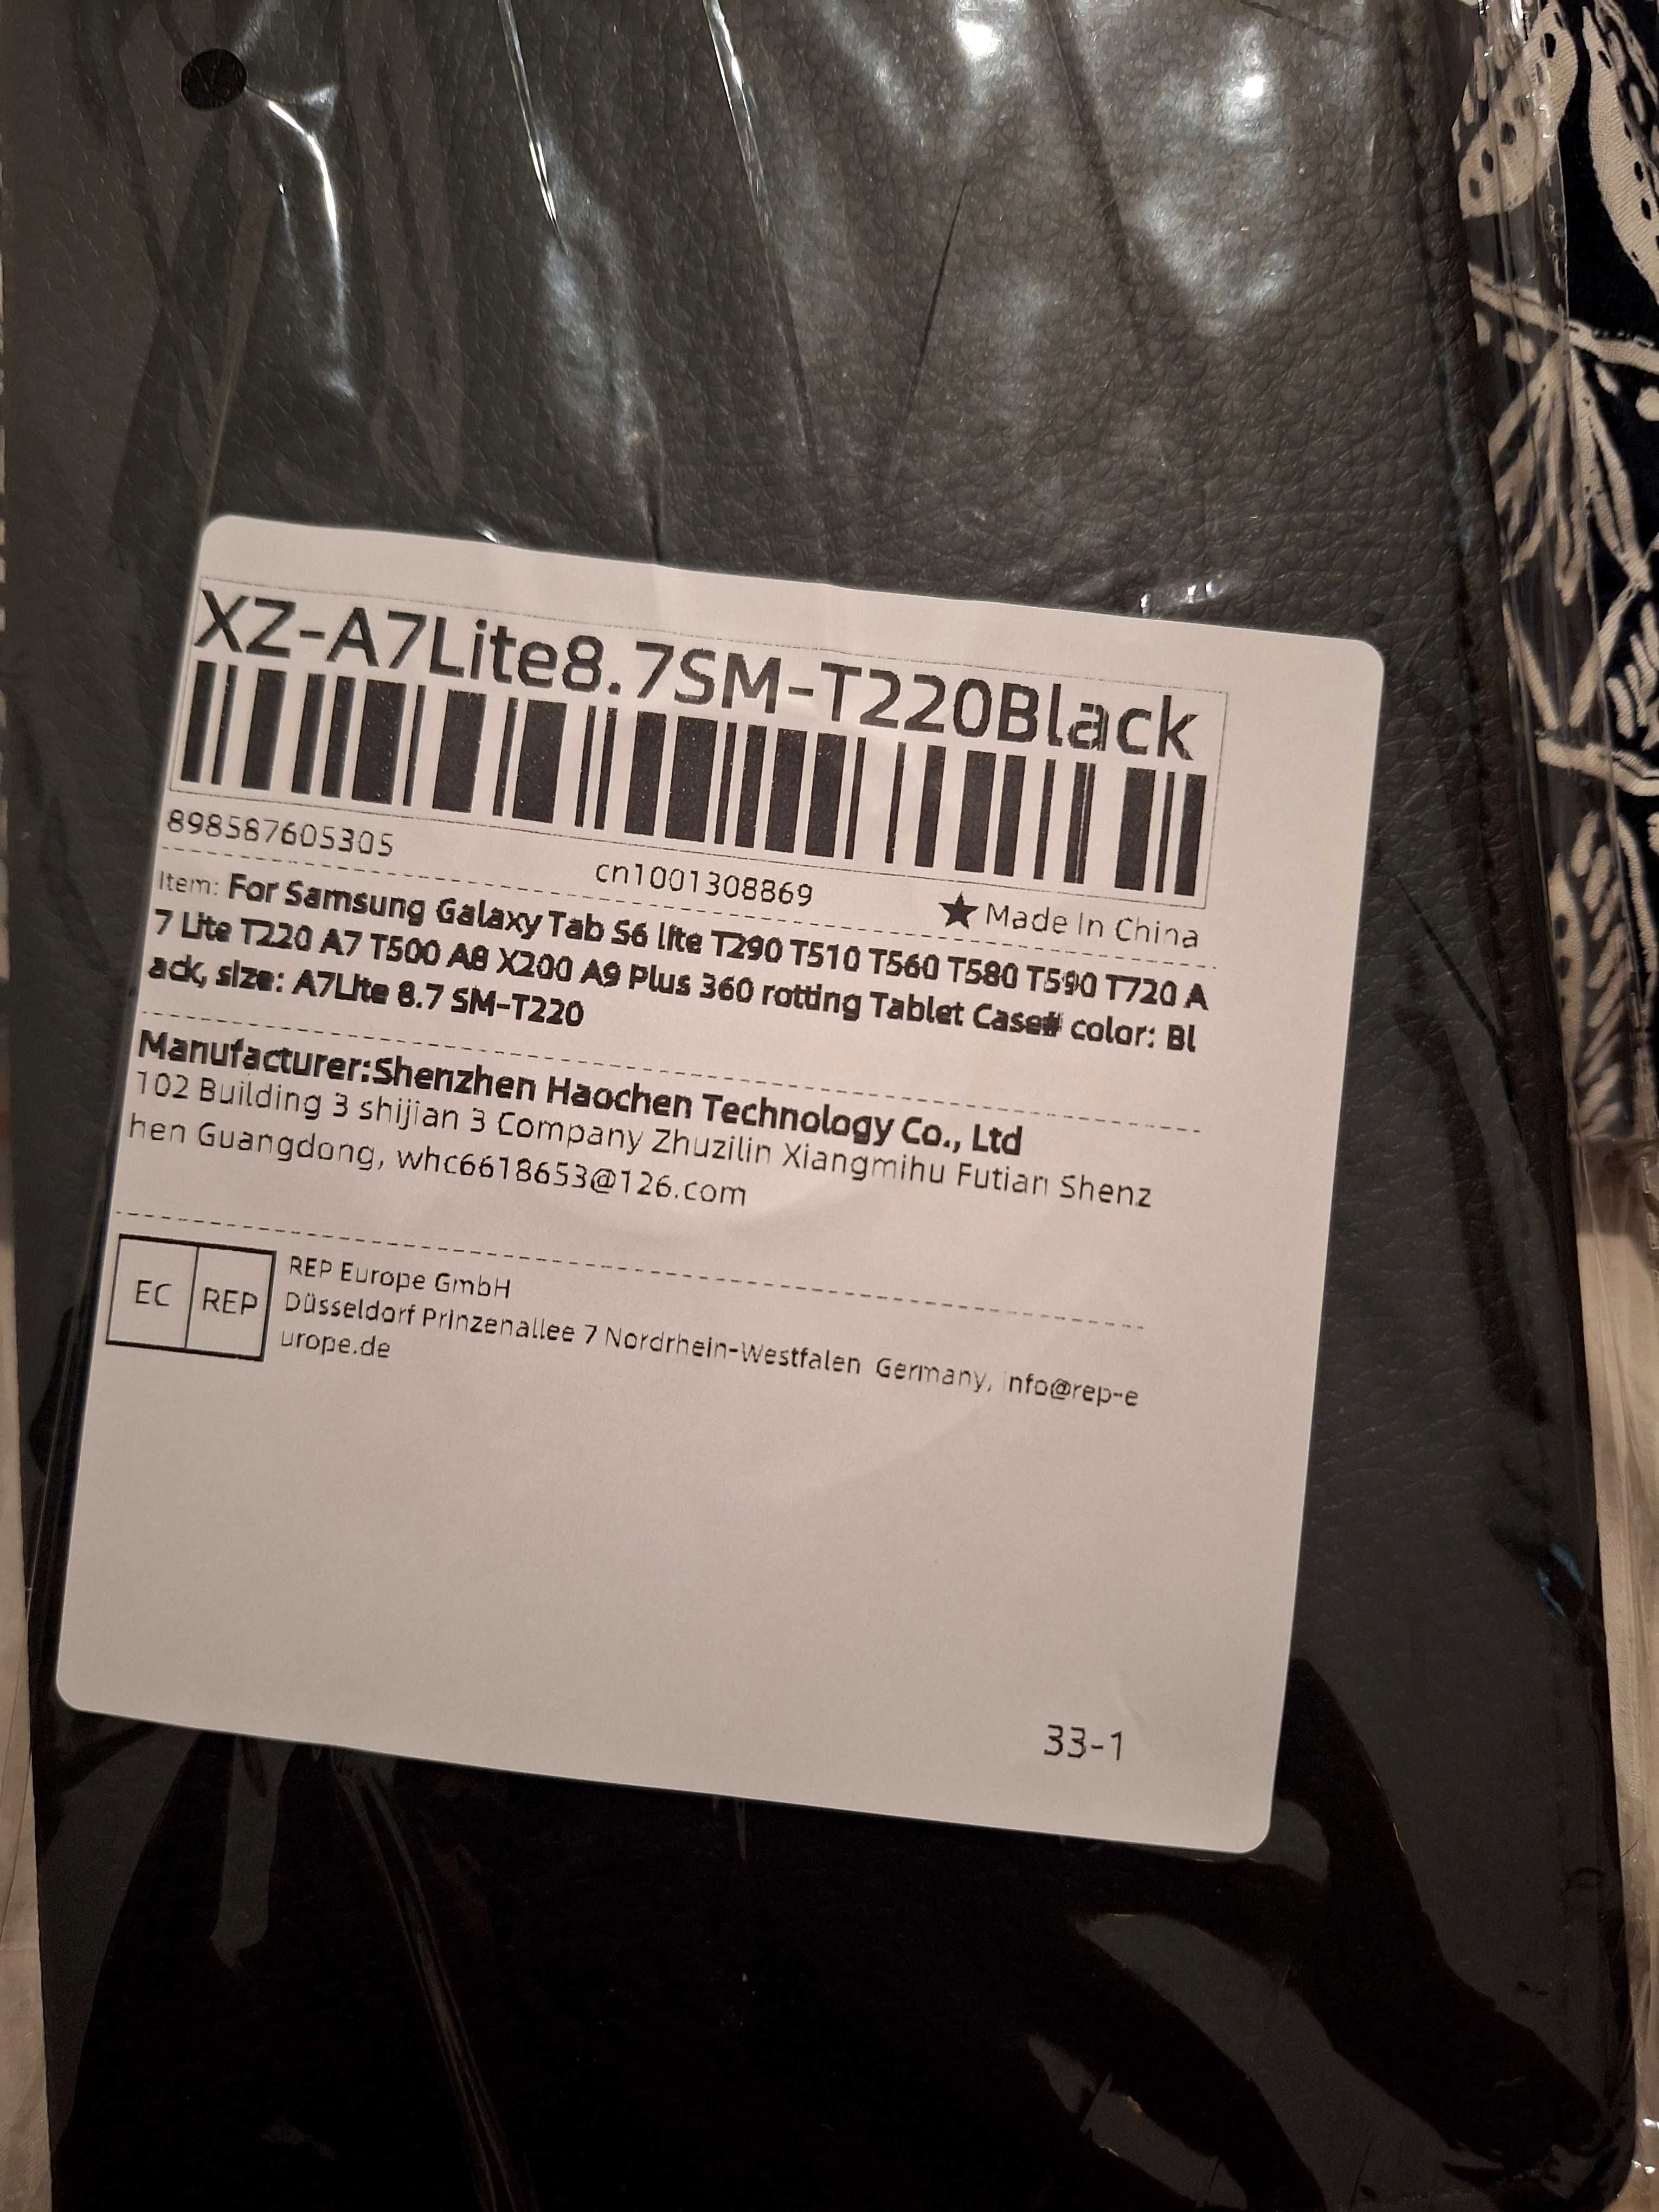 XZ-A7Lite8.7SM-T220Black
898587605305
cn1001308869
★ Made In China
Item: For Samsung Galaxy Tab S6 lite T290 T510 T560 T580 T590 T720 A
7 Lite T220 A7 T500 A8 X200 A9 Plus 360 rotting Tablet Case# color: Bl
ack, size: A7Lite 8.7 SM-T220
Manufacturer:Shenzhen Haochen Technology Co., Ltd
102 Building 3 shijian 3 Company Zhuzilin Xiangmihu Futian Shenz
hen Guangdong, whc6618653@126.com
EC REP
REP Europe GmbH
Düsseldorf Prinzenallee 7 Nordrhein-Westfalen Germany, info@rep-e
urope.de
33-1